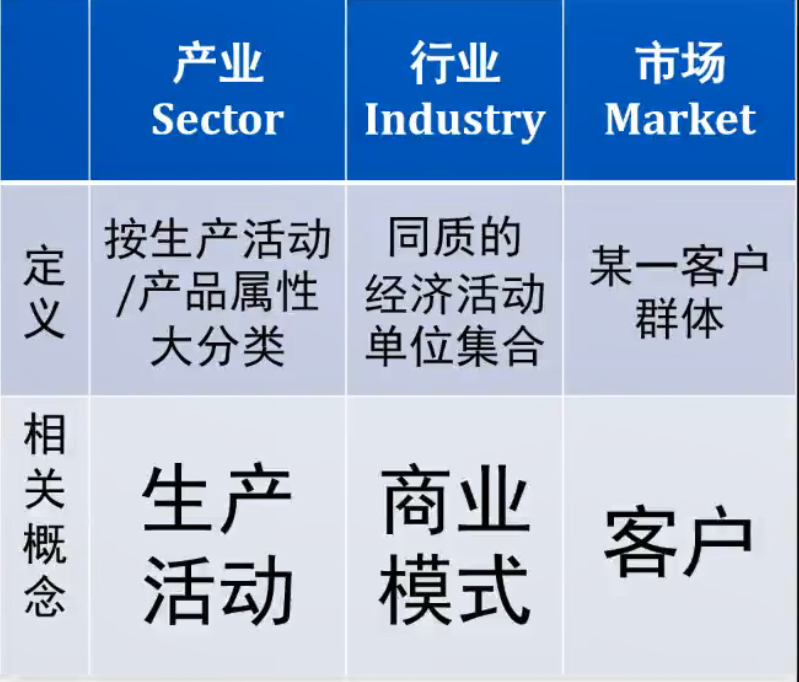 产业
Sector
行业
Industry
市场
Market
定义
按生产活动
/产品属性
大分类
同质的
经济活动
单位集合
某一客户
群体
相关概念
生产
活动
商业
模式
客户